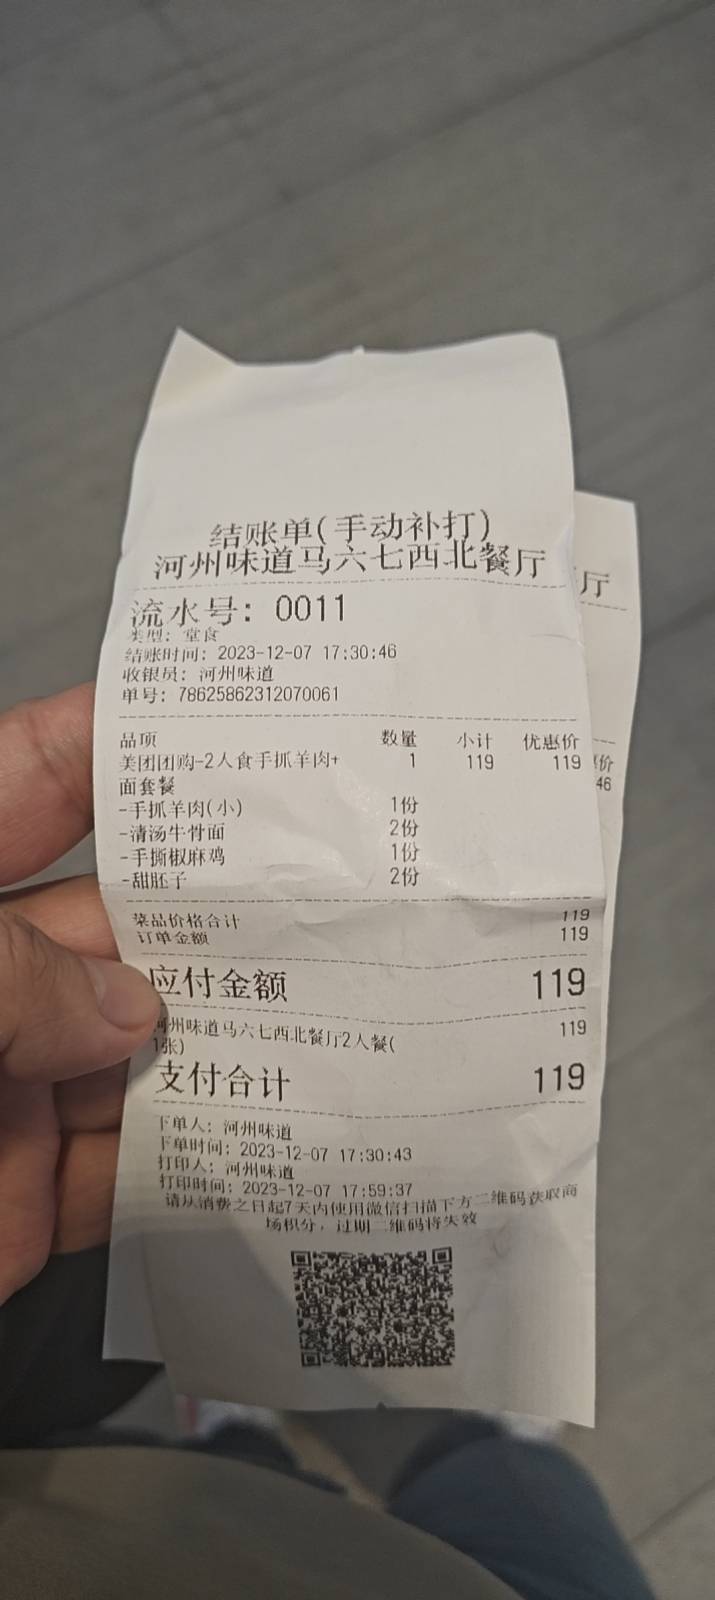 结账单(手动补打)
河州味道马六七西北餐厅
厅
流水号: 0011
类型: 堂食
结账时间: 2023-12-07 17:30:46
收银员: 河州味道
单号: 78625862312070061
品项 数量 小计 优惠价
美团团购-2人食手抓羊肉+ 1 119 119
面套餐
价
46
-手抓羊肉(小) 1份
-清汤牛骨面 2份
-手撕椒麻鸡 1份
-甜胚子 2份
菜品价格合计 119
订单金额 119
应付金额 119
河州味道马六七西北餐厅2人餐( 119
1张)
支付合计 119
下单人: 河州味道
下单时间: 2023-12-07 17:30:43
打印人: 河州味道
打印时间: 2023-12-07 17:59:37
请从消费之日起7天内使用微信扫描下方二维码获取商
场积分, 过期二维码将失效